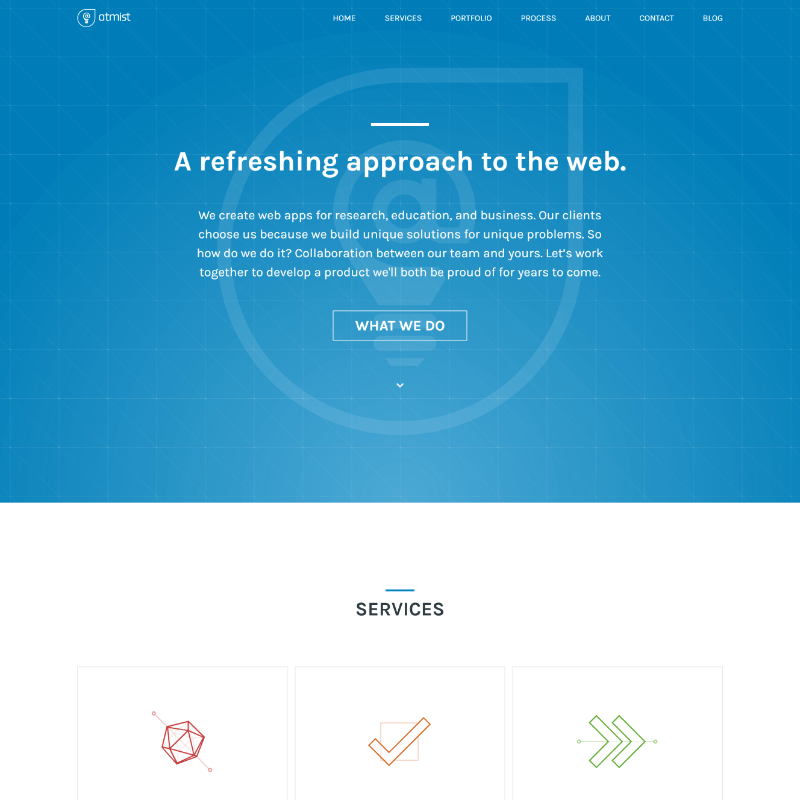 atmist
HOME SERVICES PORTFOLIO PROCESS ABOUT CONTACT BLOG
A refreshing approach to the web.
We create web apps for research, education, and business. Our clients
choose us because we build unique solutions for unique problems. So
how do we do it? Collaboration between our team and yours. Let's work
together to develop a product we'll both be proud of for years to come.
WHAT WE DO
SERVICES